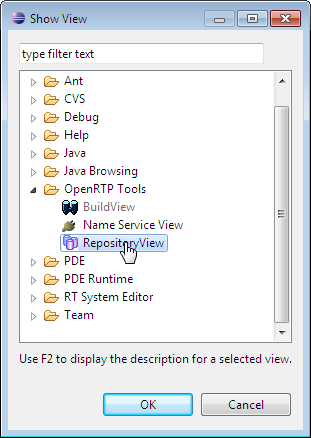 Show View
type filter text
Ant
CVS
Debug
Help
Java
Java Browsing
OpenRTP Tools
BuildView
Name Service View
RepositoryView
PDE
PDE Runtime
RT System Editor
Team
Use F2 to display the description for a selected view.
OK
Cancel